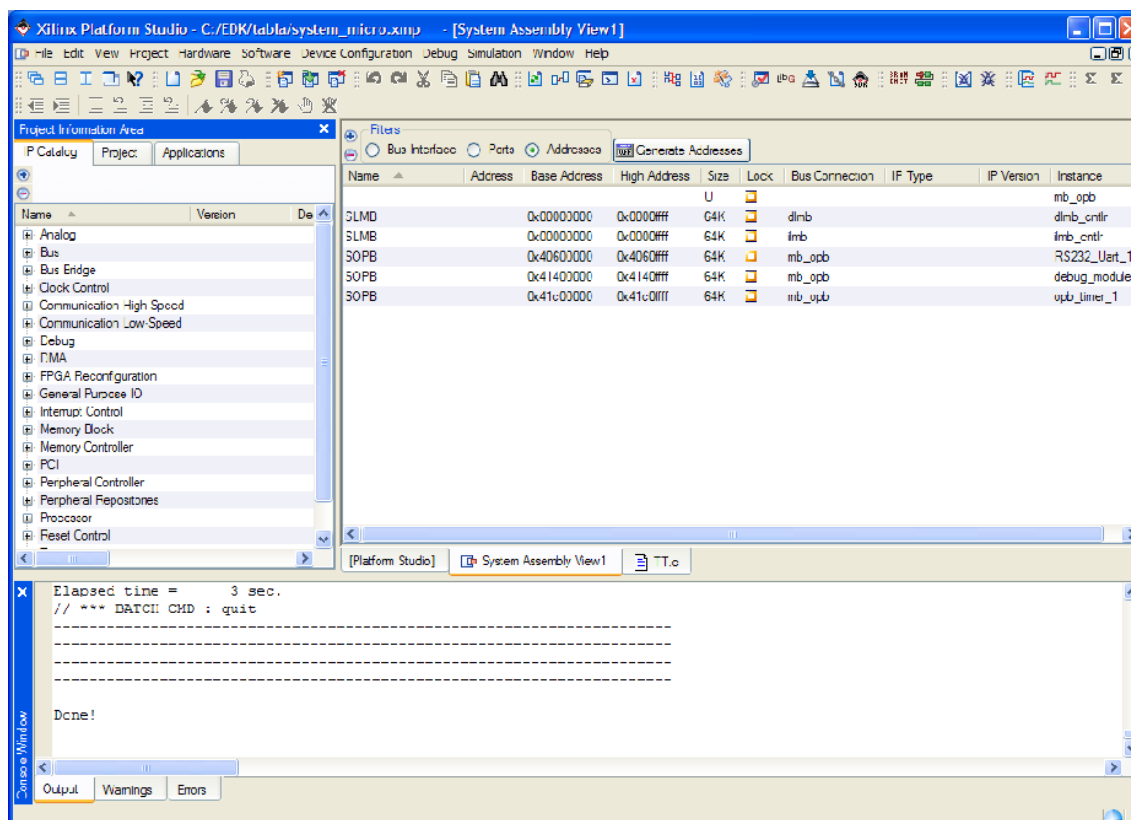 Xilinx Platform Studio - C:/EDK/tabla/system_micro.xmp - [System Assembly View1]
File Edit View Project Hardware Software Device Configuration Debug Simulation Window Help
Project Information Area
IP Catalog Project Applications
Name Version De
Analog
Bus
Bus Bridge
Clock Control
Communication High Speed
Communication Low-Speed
Debug
DMA
FPGA Reconfiguration
General Purpose IO
Interrupt Control
Memory Block
Memory Controller
PCI
Peripheral Controller
Peripheral Repositories
Processor
Reset Control
Filters
Bus Interface Ports Addresses Generate Addresses
Name Address Base Address High Address Size Lock Bus Connection IP Type IP Version Instance
U mb_opb
SLMB 0x00000000 0x0000ffff 64K dlmb dlmb_cntlr
SLMB 0x00000000 0x0000ffff 64K ilmb ilmb_cntlr
SOPB 0x40600000 0x4060ffff 64K mb_opb RS232_Uart_1
SOPB 0x41400000 0x4140ffff 64K mb_opb debug_module
SOPB 0x41c00000 0x41c0ffff 64K mb_opb opb_timer_1
[Platform Studio] System Assembly View1 TT.c
Elapsed time = 3 sec.
// *** BATCH CMD : quit
----------------------------------------------------------------------
----------------------------------------------------------------------
----------------------------------------------------------------------
----------------------------------------------------------------------
Done!
Console Window
Output Warnings Errors